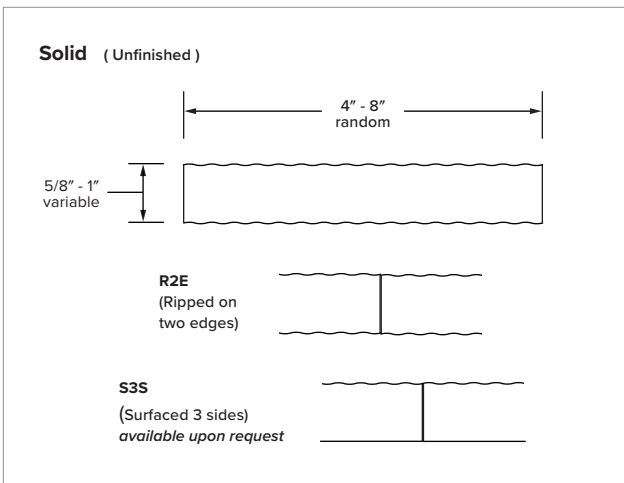 Solid ( Unfinished )
4″ - 8″
random
5/8″ - 1″
variable
R2E
(Ripped on
two edges)
S3S
(Surfaced 3 sides)
available upon request